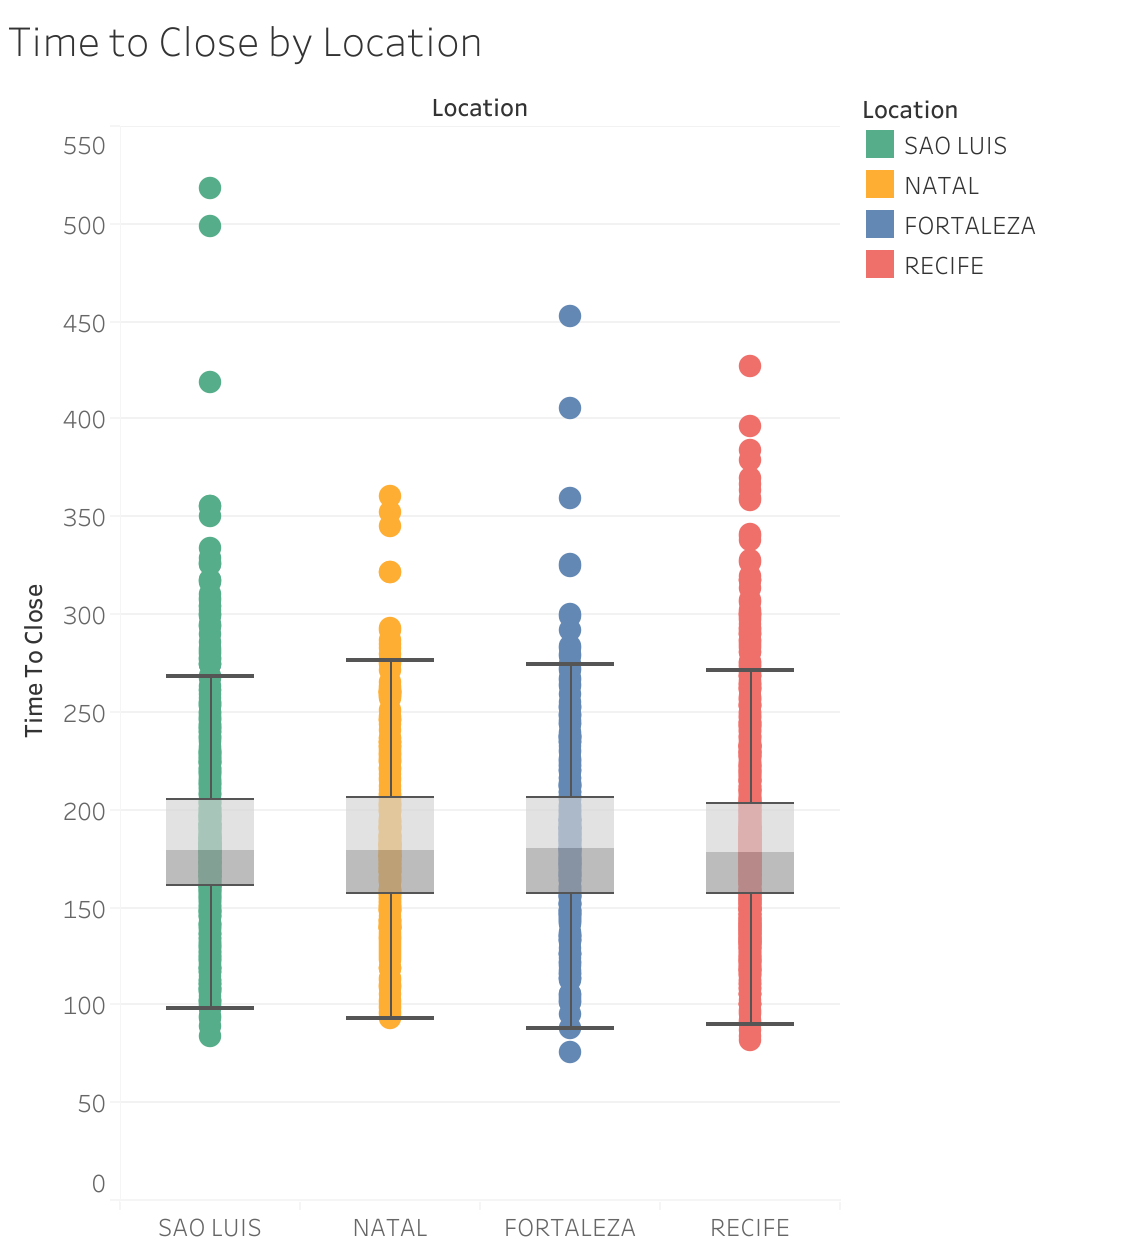 Time to Close by Location
Location
Location
SAO LUIS
NATAL
FORTALEZA
RECIFE
Time To Close
550
500
450
400
350
300
250
200
150
100
50
0
SAO LUIS
NATAL
FORTALEZA
RECIFE